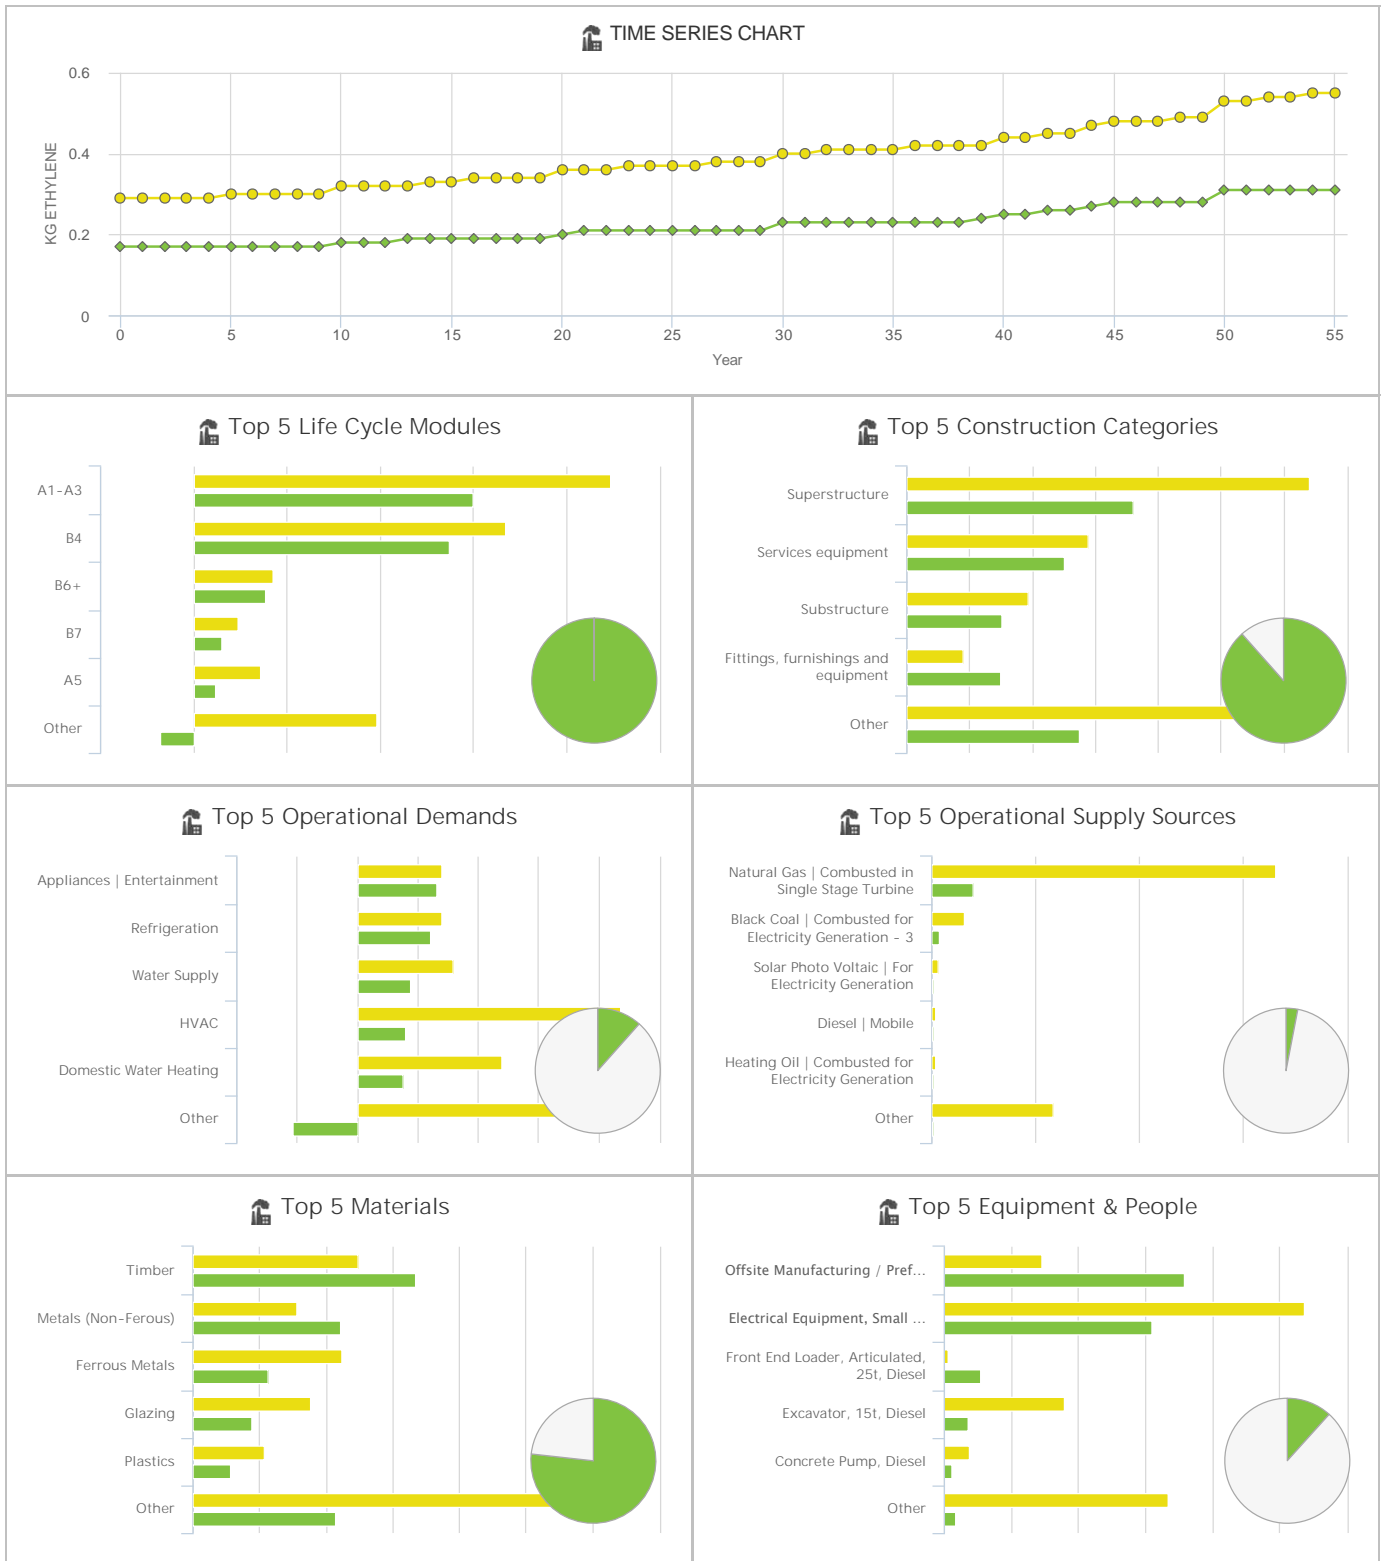 TIME SERIES CHART
0.6
0.4
0.2
0
KG ETHYLENE
0 5 10 15 20 25 30 35 40 45 50 55
Year
Top 5 Life Cycle Modules
A1-A3
B4
B6+
B7
A5
Other
Top 5 Construction Categories
Superstructure
Services equipment
Substructure
Fittings, furnishings and
equipment
Other
Top 5 Operational Demands
Appliances | Entertainment
Refrigeration
Water Supply
HVAC
Domestic Water Heating
Other
Top 5 Operational Supply Sources
Natural Gas | Combusted in
Single Stage Turbine
Black Coal | Combusted for
Electricity Generation - 3
Solar Photo Voltaic | For
Electricity Generation
Diesel | Mobile
Heating Oil | Combusted for
Electricity Generation
Other
Top 5 Materials
Timber
Metals (Non-Ferous)
Ferrous Metals
Glazing
Plastics
Other
Top 5 Equipment & People
Offsite Manufacturing / Pref...
Electrical Equipment, Small ...
Front End Loader, Articulated,
25t, Diesel
Excavator, 15t, Diesel
Concrete Pump, Diesel
Other